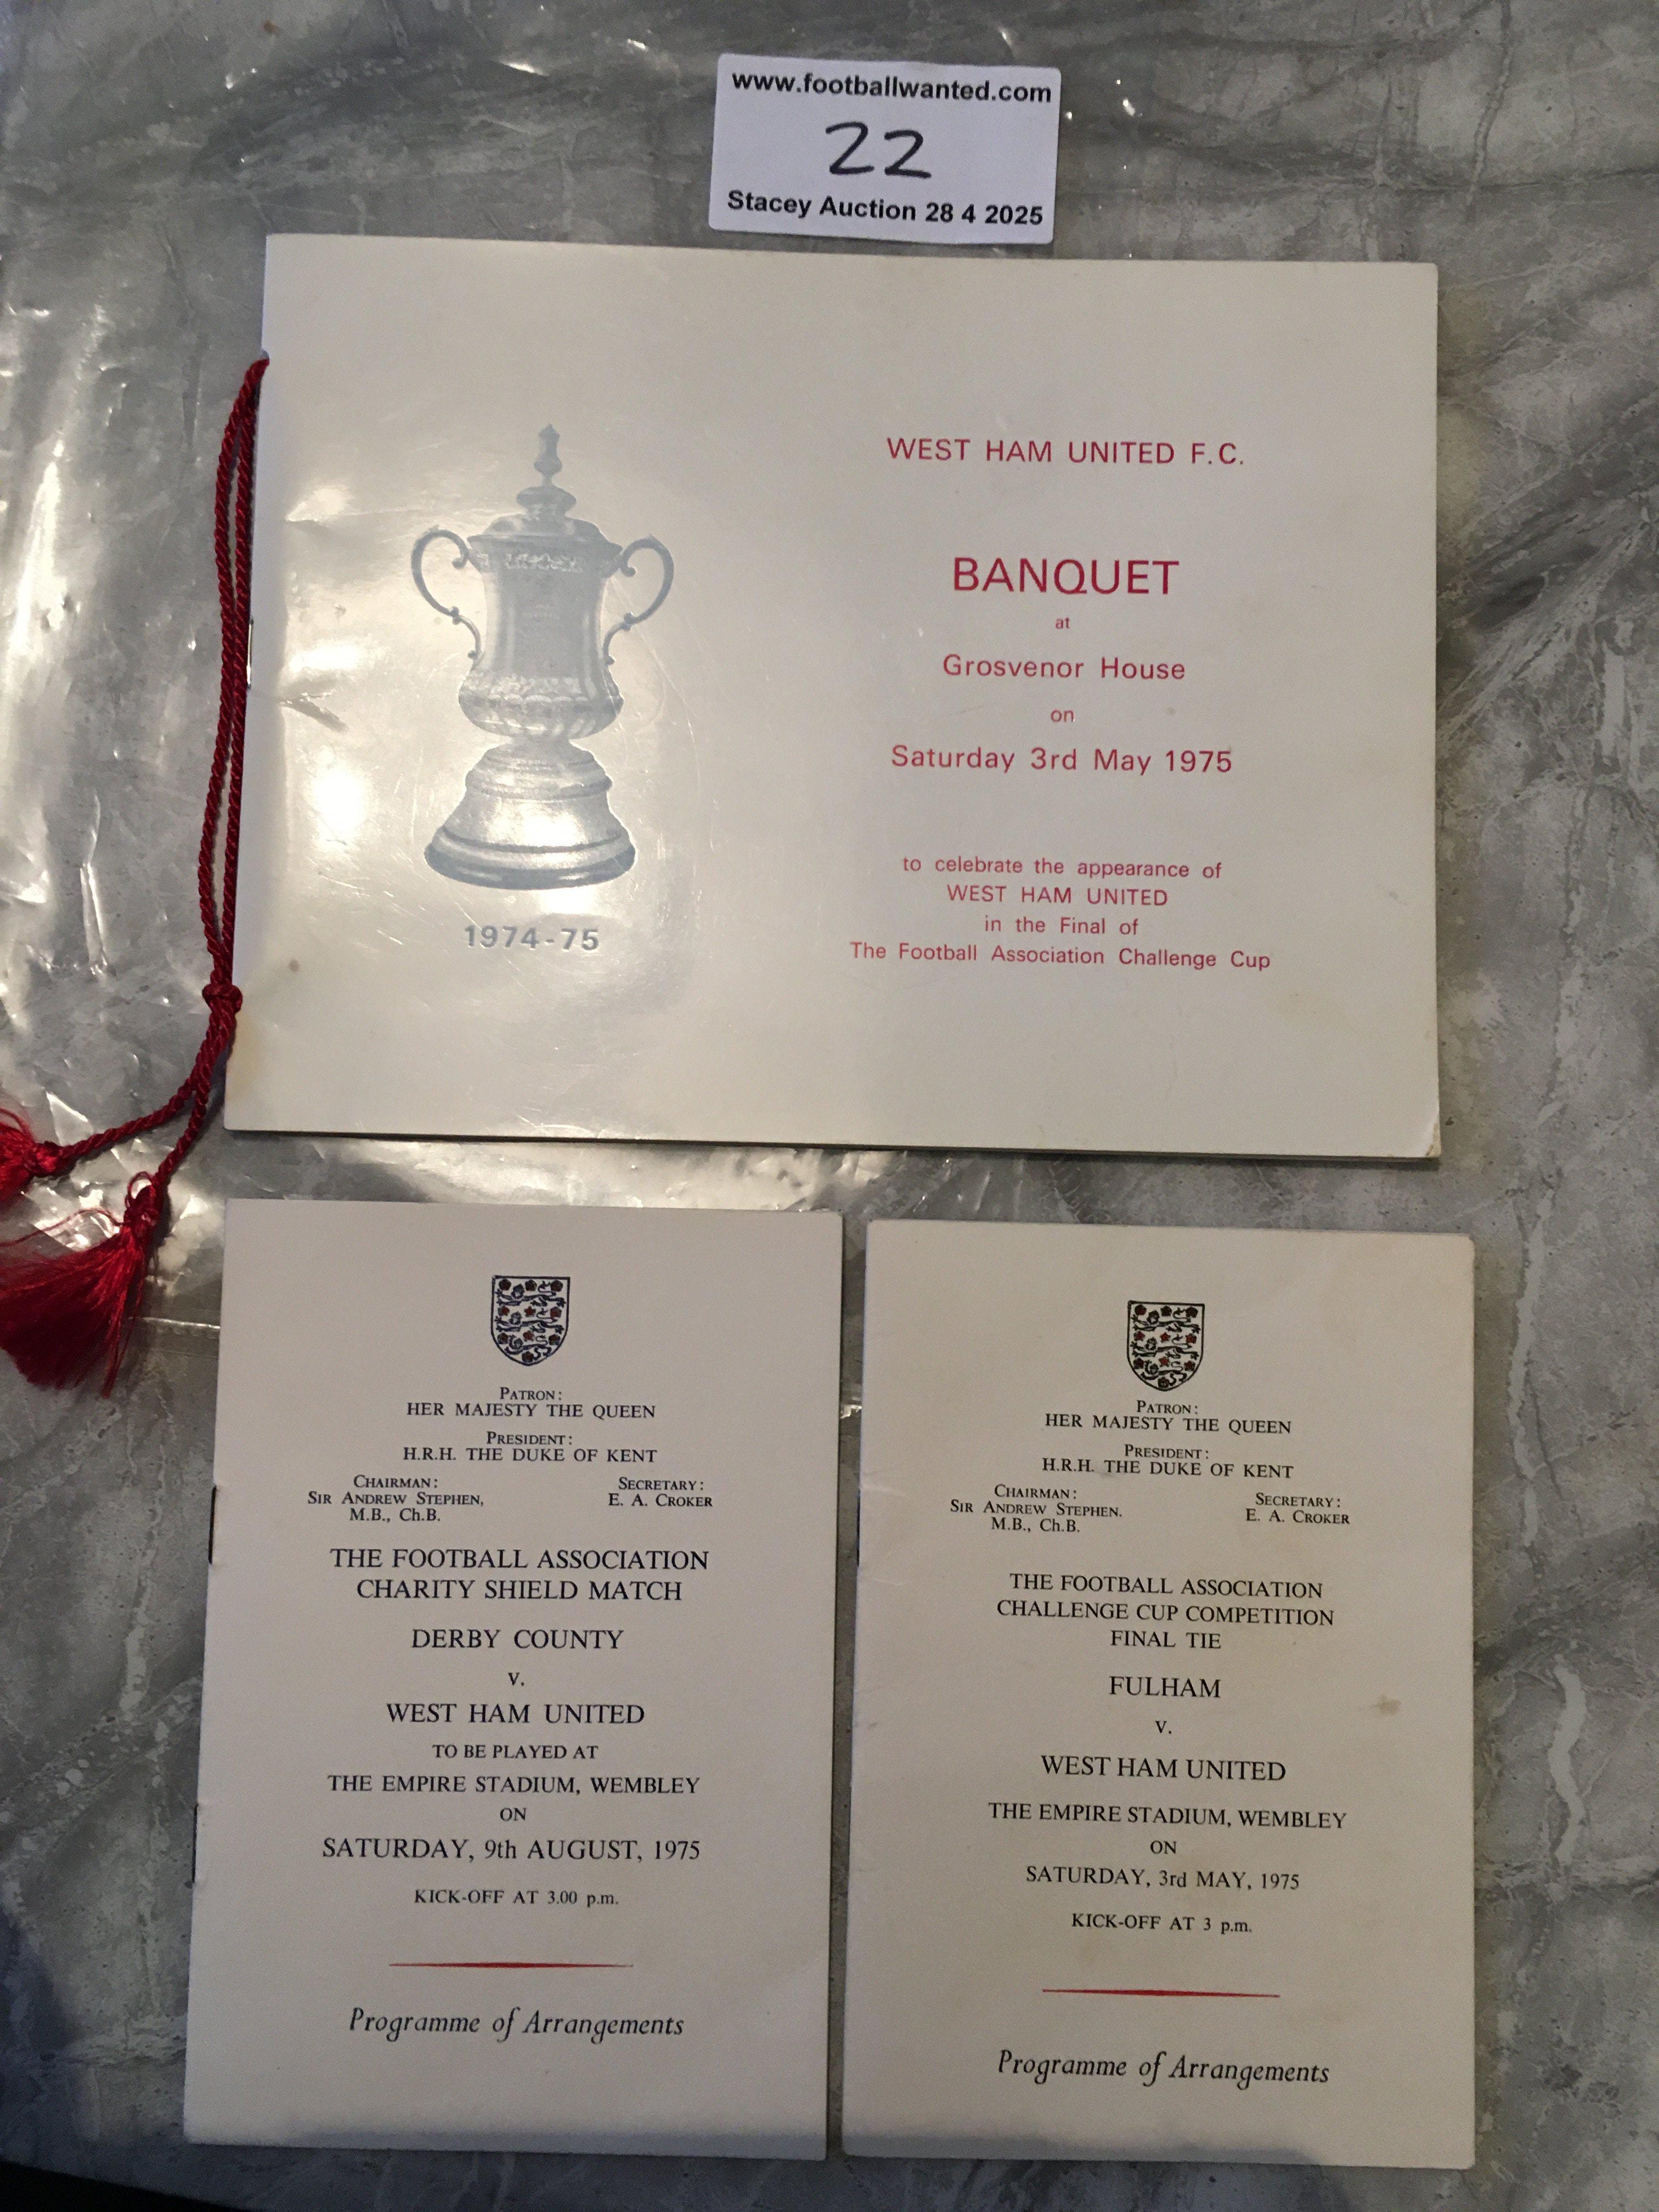 www.footballwanted.com
22
Stacey Auction 28 4 2025
WEST HAM UNITED F.C.
BANQUET
at
Grosvenor House
on
Saturday 3rd May 1975
to celebrate the appearance of
WEST HAM UNITED
in the Final of
The Football Association Challenge Cup
1974-75
PATRON:
HER MAJESTY THE QUEEN
PRESIDENT:
H.R.H. THE DUKE OF KENT
CHAIRMAN:
SIR ANDREW STEPHEN,
M.B., Ch.B.
SECRETARY:
E. A. CROKER
THE FOOTBALL ASSOCIATION
CHARITY SHIELD MATCH
DERBY COUNTY
v.
WEST HAM UNITED
TO BE PLAYED AT
THE EMPIRE STADIUM, WEMBLEY
ON
SATURDAY, 9th AUGUST, 1975
KICK-OFF AT 3.00 p.m.
Programme of Arrangements
PATRON:
HER MAJESTY THE QUEEN
PRESIDENT:
H.R.H. THE DUKE OF KENT
CHAIRMAN:
SIR ANDREW STEPHEN.
M.B., Ch.B.
SECRETARY:
E. A. CROKER
THE FOOTBALL ASSOCIATION
CHALLENGE CUP COMPETITION
FINAL TIE
FULHAM
v.
WEST HAM UNITED
THE EMPIRE STADIUM, WEMBLEY
ON
SATURDAY, 3rd MAY, 1975
KICK-OFF AT 3 p.m.
Programme of Arrangements